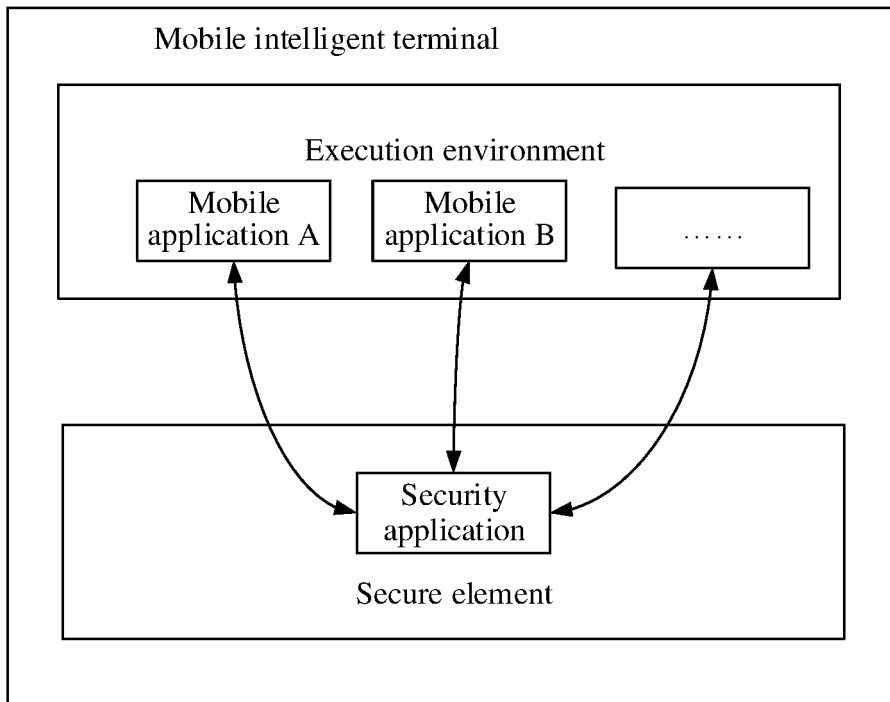 Mobile intelligent terminal
Execution environment
Mobile
application A
Mobile
application B
……
Security
application
Secure element